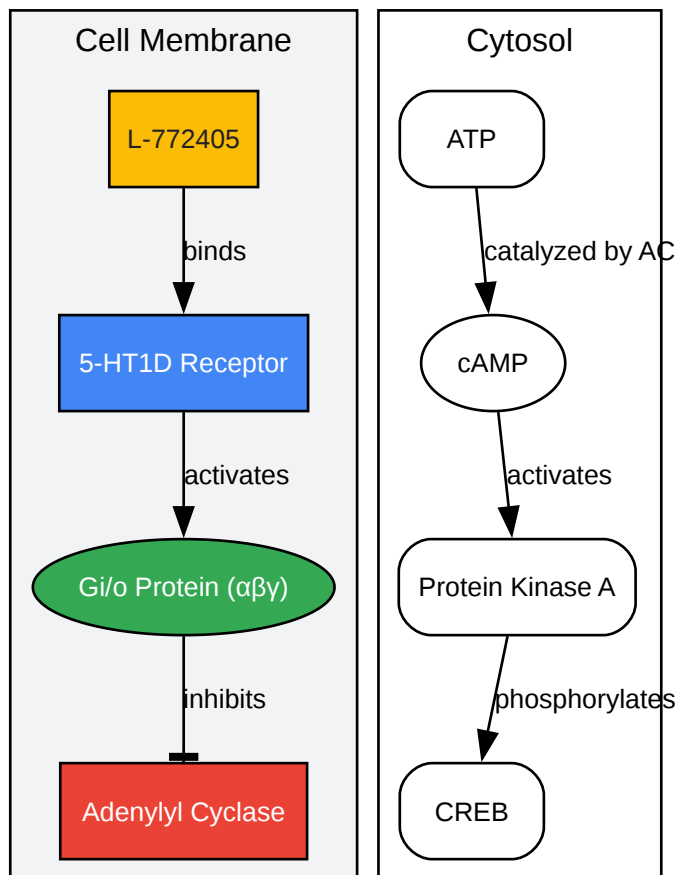 Cell Membrane
L-772405
binds
5-HT1D Receptor
activates
Gi/o Protein (αβγ)
inhibits
Adenylyl Cyclase
Cytosol
ATP
catalyzed by AC
cAMP
activates
Protein Kinase A
phosphorylates
CREB